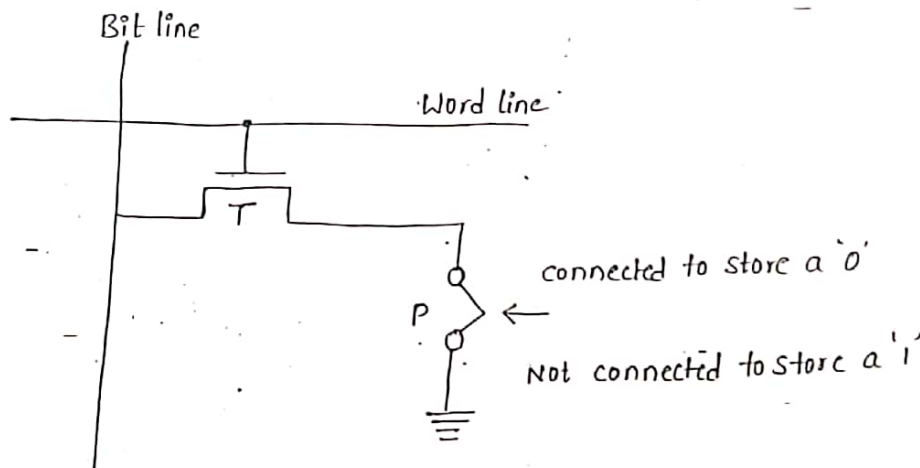 Bit line
Word line
T
connected to store a '0'
P
Not connected to store a '1'